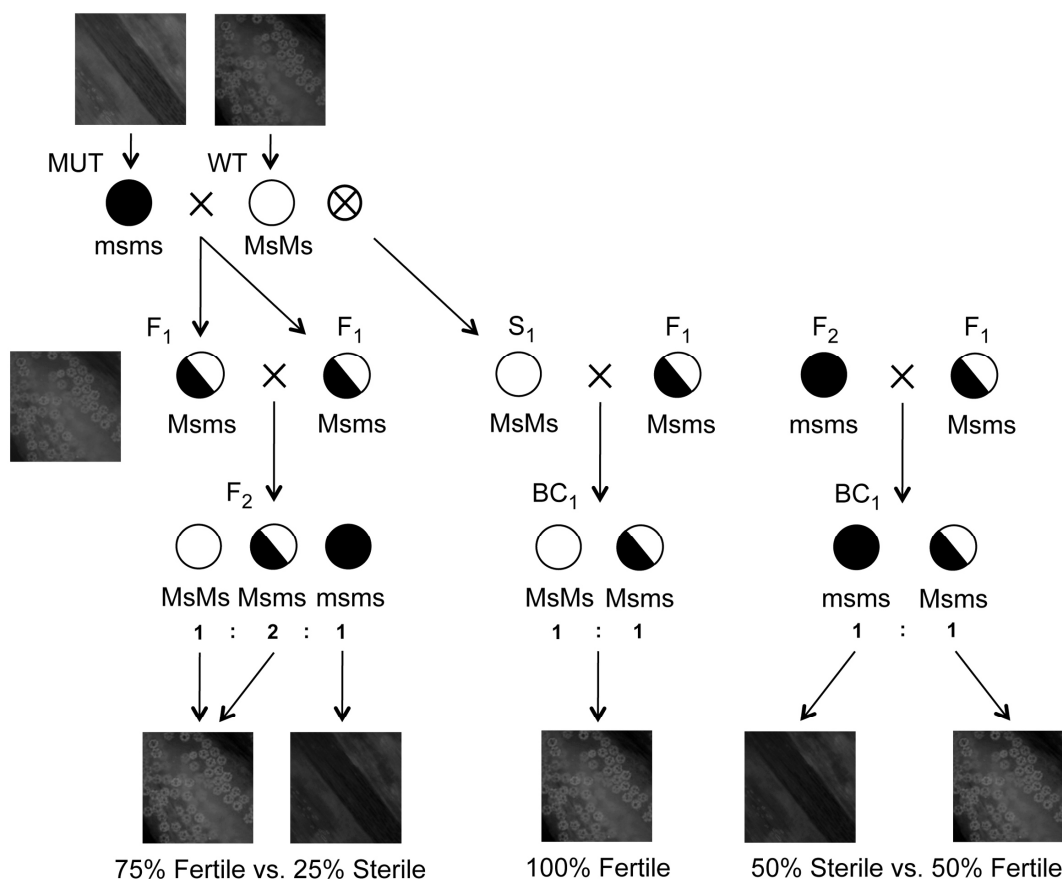 MUT WT
msms MsMs
F1 F1 S1 F1 F2 F1
Msms Msms MsMs Msms msms Msms
F2 BC1 BC1
MsMs Msms msms MsMs Msms msms Msms
1 : 2 : 1 1 : 1 1 : 1
75% Fertile vs. 25% Sterile 100% Fertile 50% Sterile vs. 50% Fertile